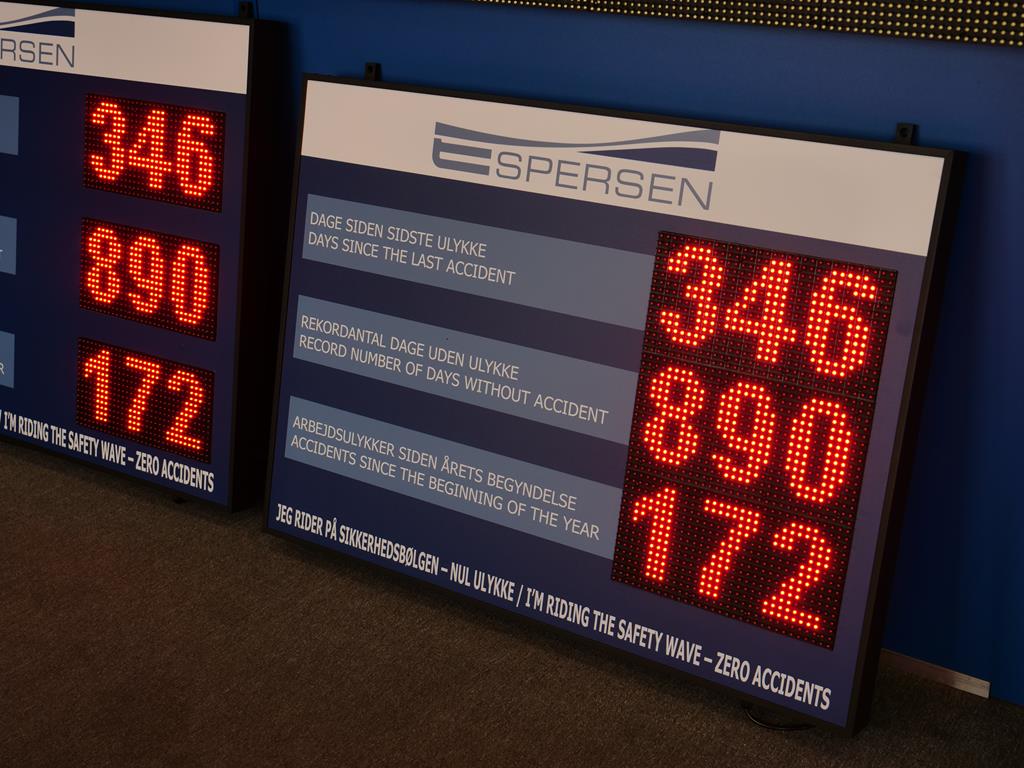 RSEN
346
890
172
I'M RIDING THE SAFETY WAVE – ZERO ACCIDENTS
ESPERSEN
DAGE SIDEN SIDSTE ULYKKE
DAYS SINCE THE LAST ACCIDENT
346
REKORDANTAL DAGE UDEN ULYKKE
RECORD NUMBER OF DAYS WITHOUT ACCIDENT
890
ARBEJDSULYKKER SIDEN ÅRETS BEGYNDELSE
ACCIDENTS SINCE THE BEGINNING OF THE YEAR
172
JEG RIDER PÅ SIKKERHEDSBØLGEN – NUL ULYKKE / I'M RIDING THE SAFETY WAVE – ZERO ACCIDENTS